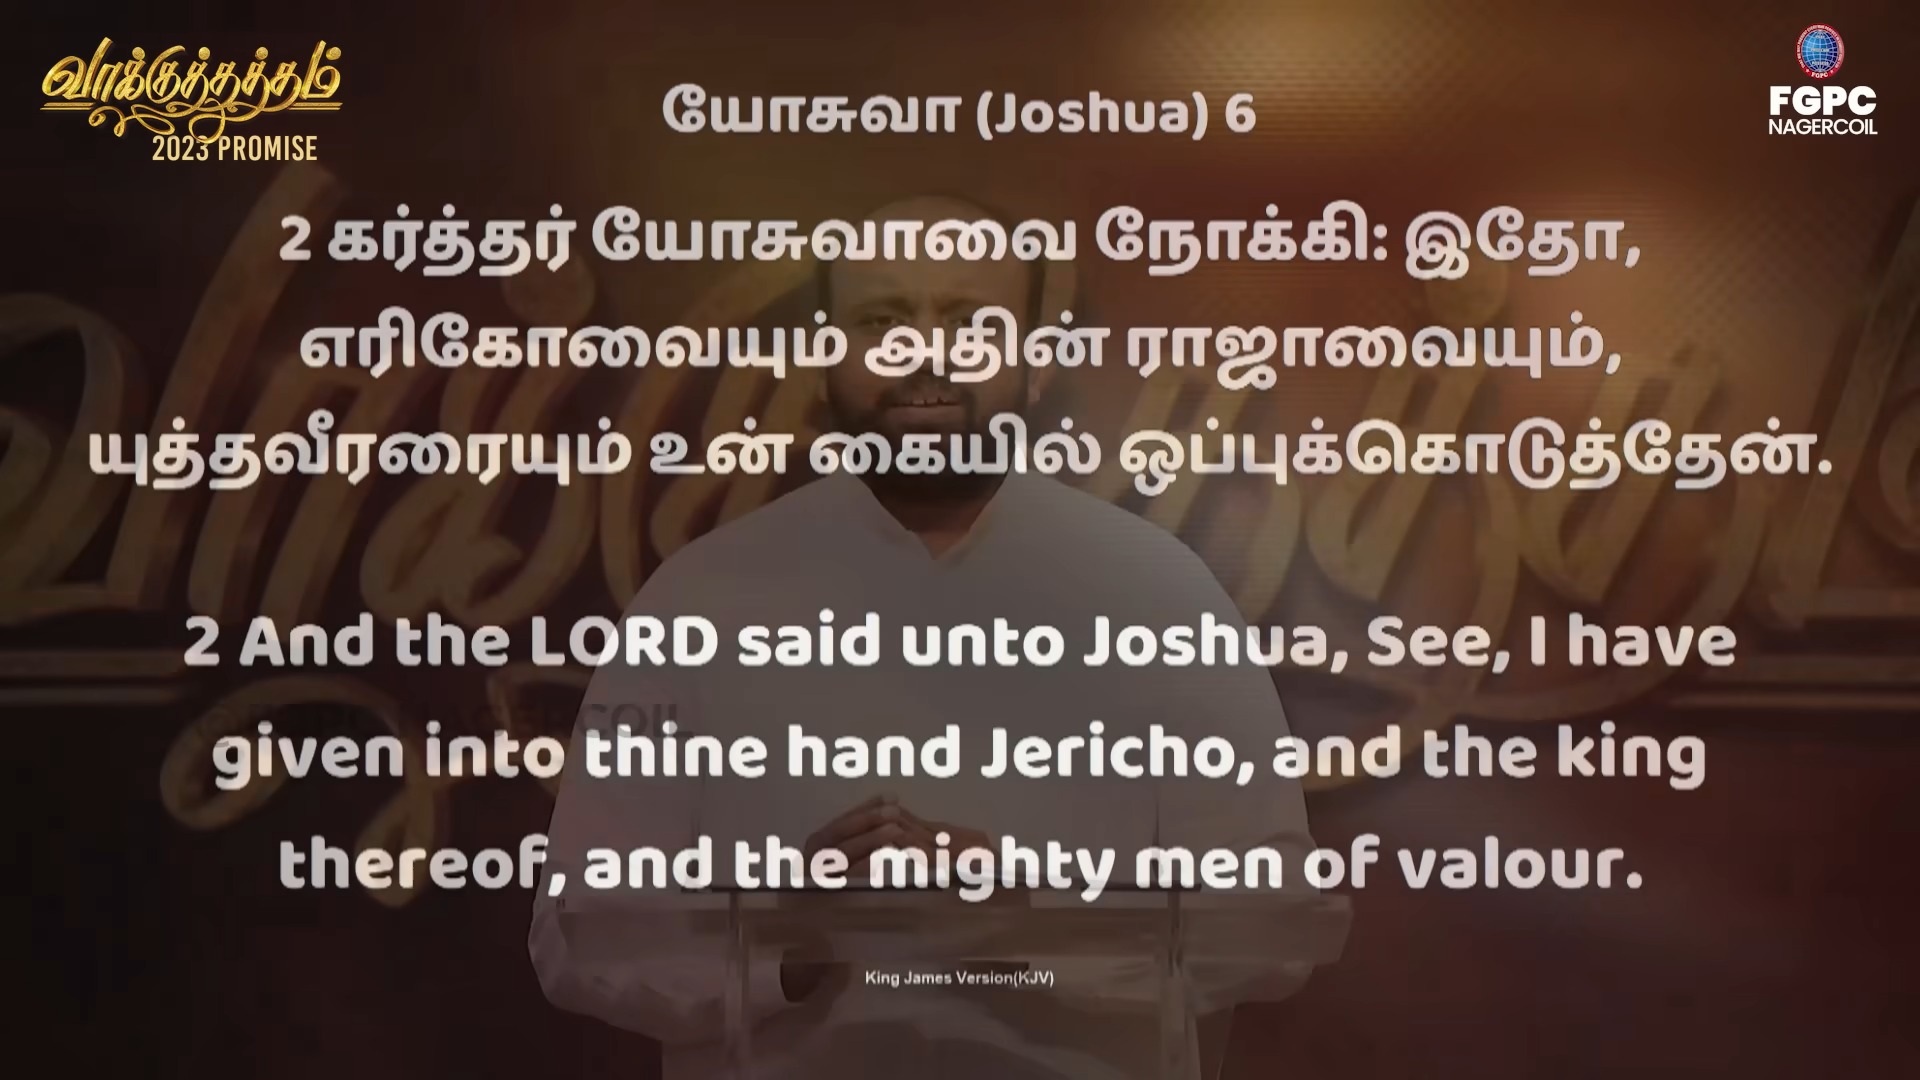 வாக்குத்தத்தம்
2023 PROMISE
FGPC
NAGERCOIL
யோசுவா (Joshua) 6
2 கர்த்தர் யோசுவாவை நோக்கி: இதோ,
எரிகோவையும் அதின் ராஜாவையும்,
யுத்தவீரரையும் உன் கையில் ஒப்புக்கொடுத்தேன்.
2 And the LORD said unto Joshua, See, I have
given into thine hand Jericho, and the king
thereof, and the mighty men of valour.
King James Version(KJV)